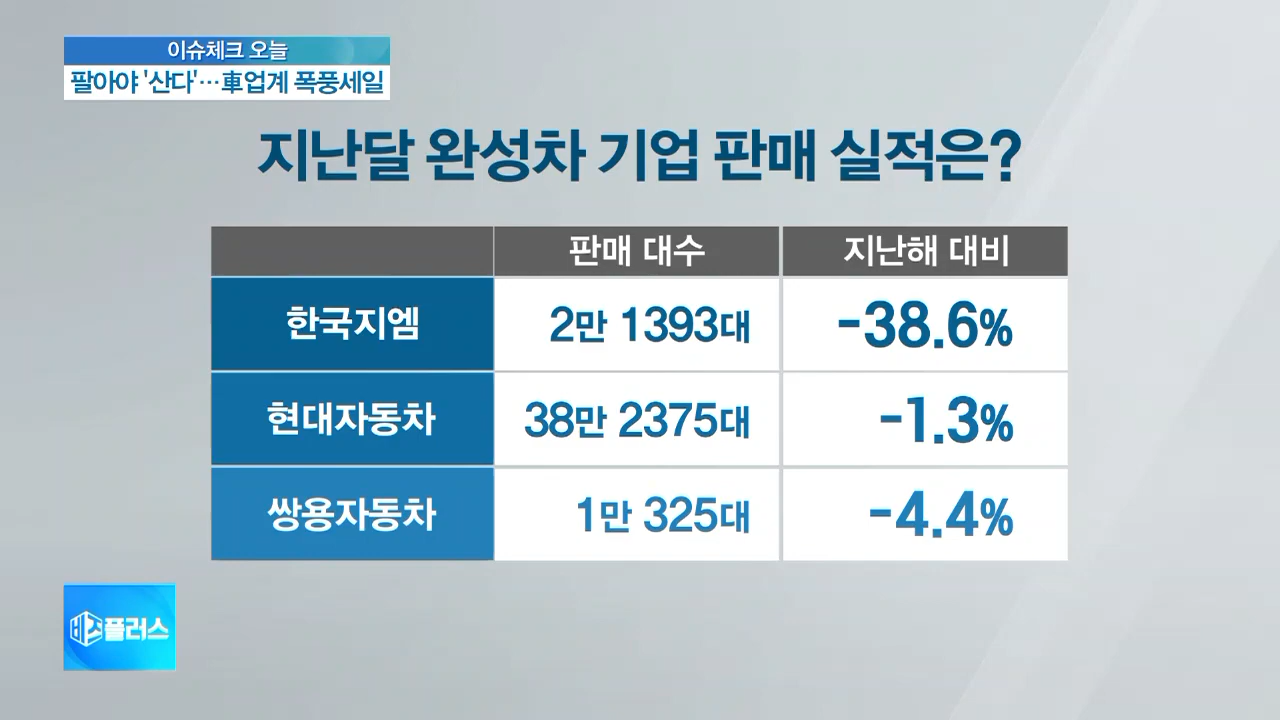 이슈체크 오늘
팔아야 '산다'…車업계 폭풍세일
지난달 완성차 기업 판매 실적은?
판매 대수 지난해 대비
한국지엠 2만 1393대 -38.6%
현대자동차 38만 2375대 -1.3%
쌍용자동차 1만 325대 -4.4%
비즈플러스